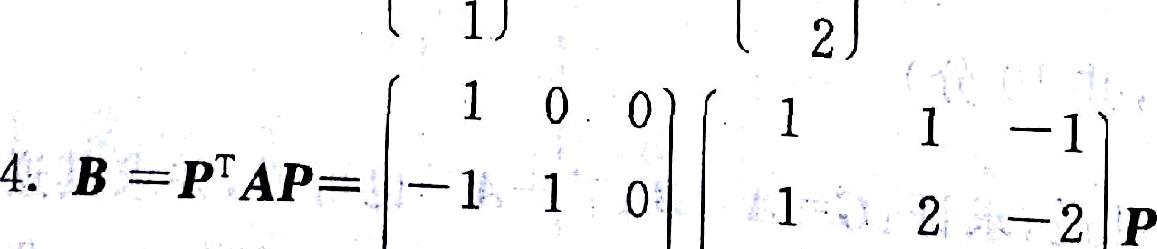 1 2
1 0 0 1 1 -1
4. B = PᵀAP = -1 1 0 1 2 -2 P